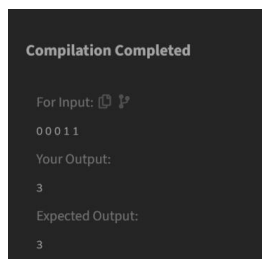 Compilation Completed
For Input:
0 0 0 1 1
Your Output:
3
Expected Output:
3